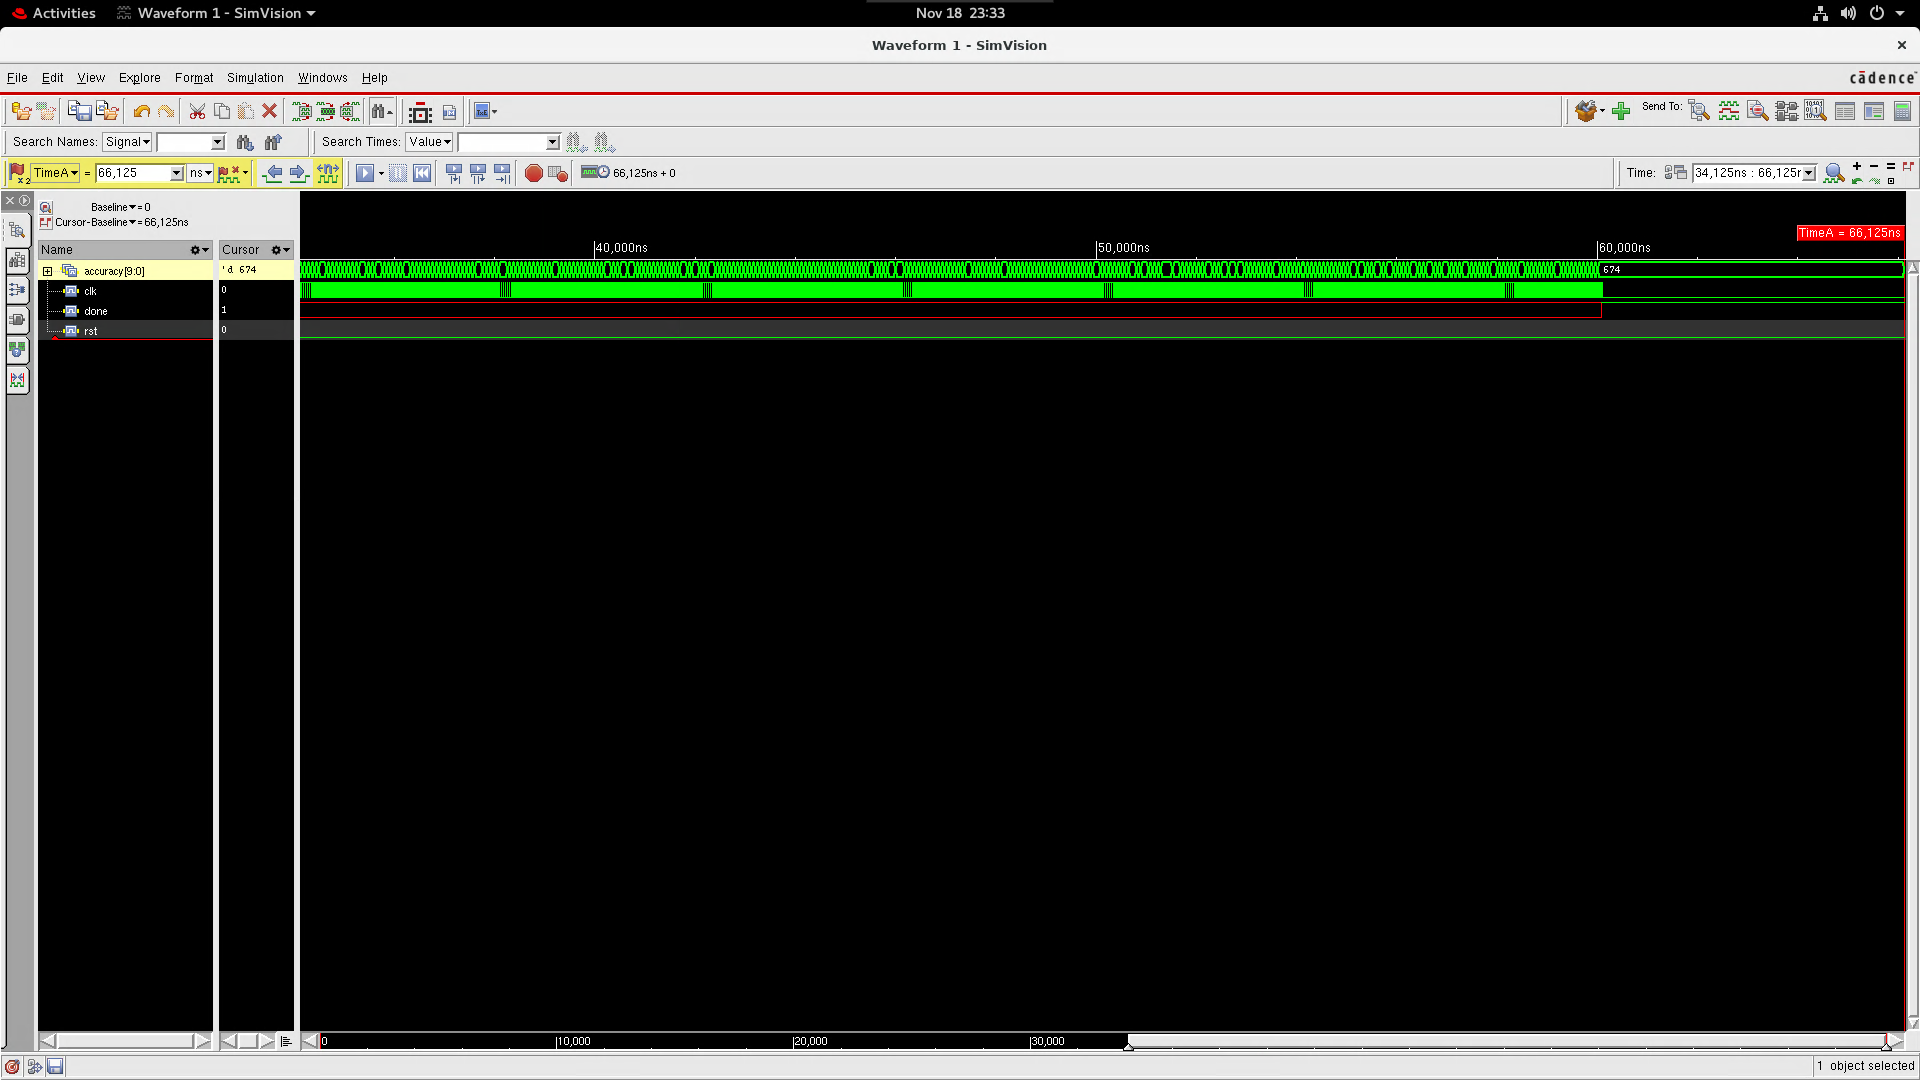 Activities Waveform 1 - SimVision Nov 18 23:33
Waveform 1 - SimVision
File Edit View Explore Format Simulation Windows Help cādence
Send To:
Search Names: Signal Search Times: Value
TimeA = 66,125 ns 66,125ns + 0 Time: 34,125ns : 66,125r
Baseline = 0
Cursor-Baseline = 66,125ns
TimeA = 66,125ns
Name Cursor 40,000ns 50,000ns 60,000ns
accuracy[9:0] 'd 674 674
clk 0
done 1
rst 0
0 10,000 20,000 30,000
1 object selected